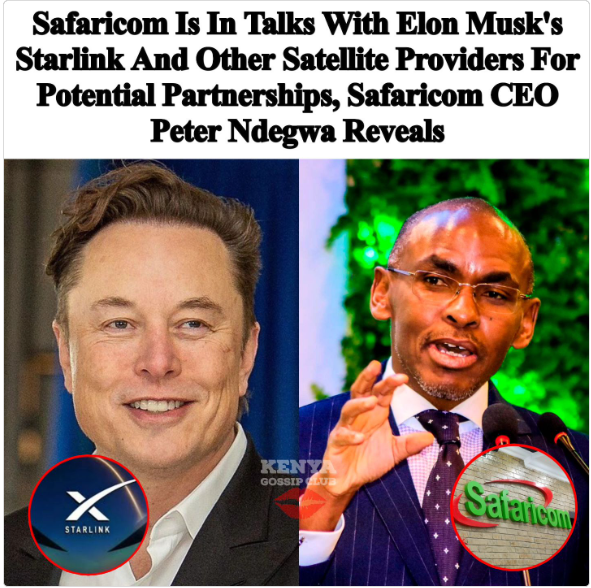 Safaricom Is In Talks With Elon Musk's
Starlink And Other Satellite Providers For
Potential Partnerships, Safaricom CEO
Peter Ndegwa Reveals
KENYA
GOSSIP CLUB
STARLINK
Safaricom